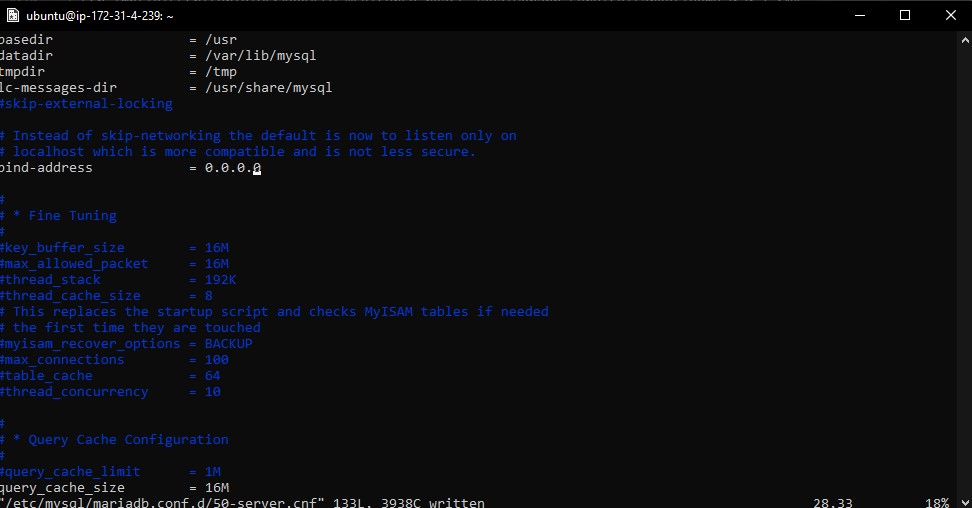 ubuntu@ip-172-31-4-239: ~
basedir = /usr
datadir = /var/lib/mysql
tmpdir = /tmp
lc-messages-dir = /usr/share/mysql
#skip-external-locking
# Instead of skip-networking the default is now to listen only on
# localhost which is more compatible and is not less secure.
bind-address = 0.0.0.0
#
# * Fine Tuning
#
#key_buffer_size = 16M
#max_allowed_packet = 16M
#thread_stack = 192K
#thread_cache_size = 8
# This replaces the startup script and checks MyISAM tables if needed
# the first time they are touched
#myisam_recover_options = BACKUP
#max_connections = 100
#table_cache = 64
#thread_concurrency = 10
#
# * Query Cache Configuration
#
#query_cache_limit = 1M
query_cache_size = 16M
"/etc/mysql/mariadb.conf.d/50-server.cnf" 133L, 3938C written 28,33 18%